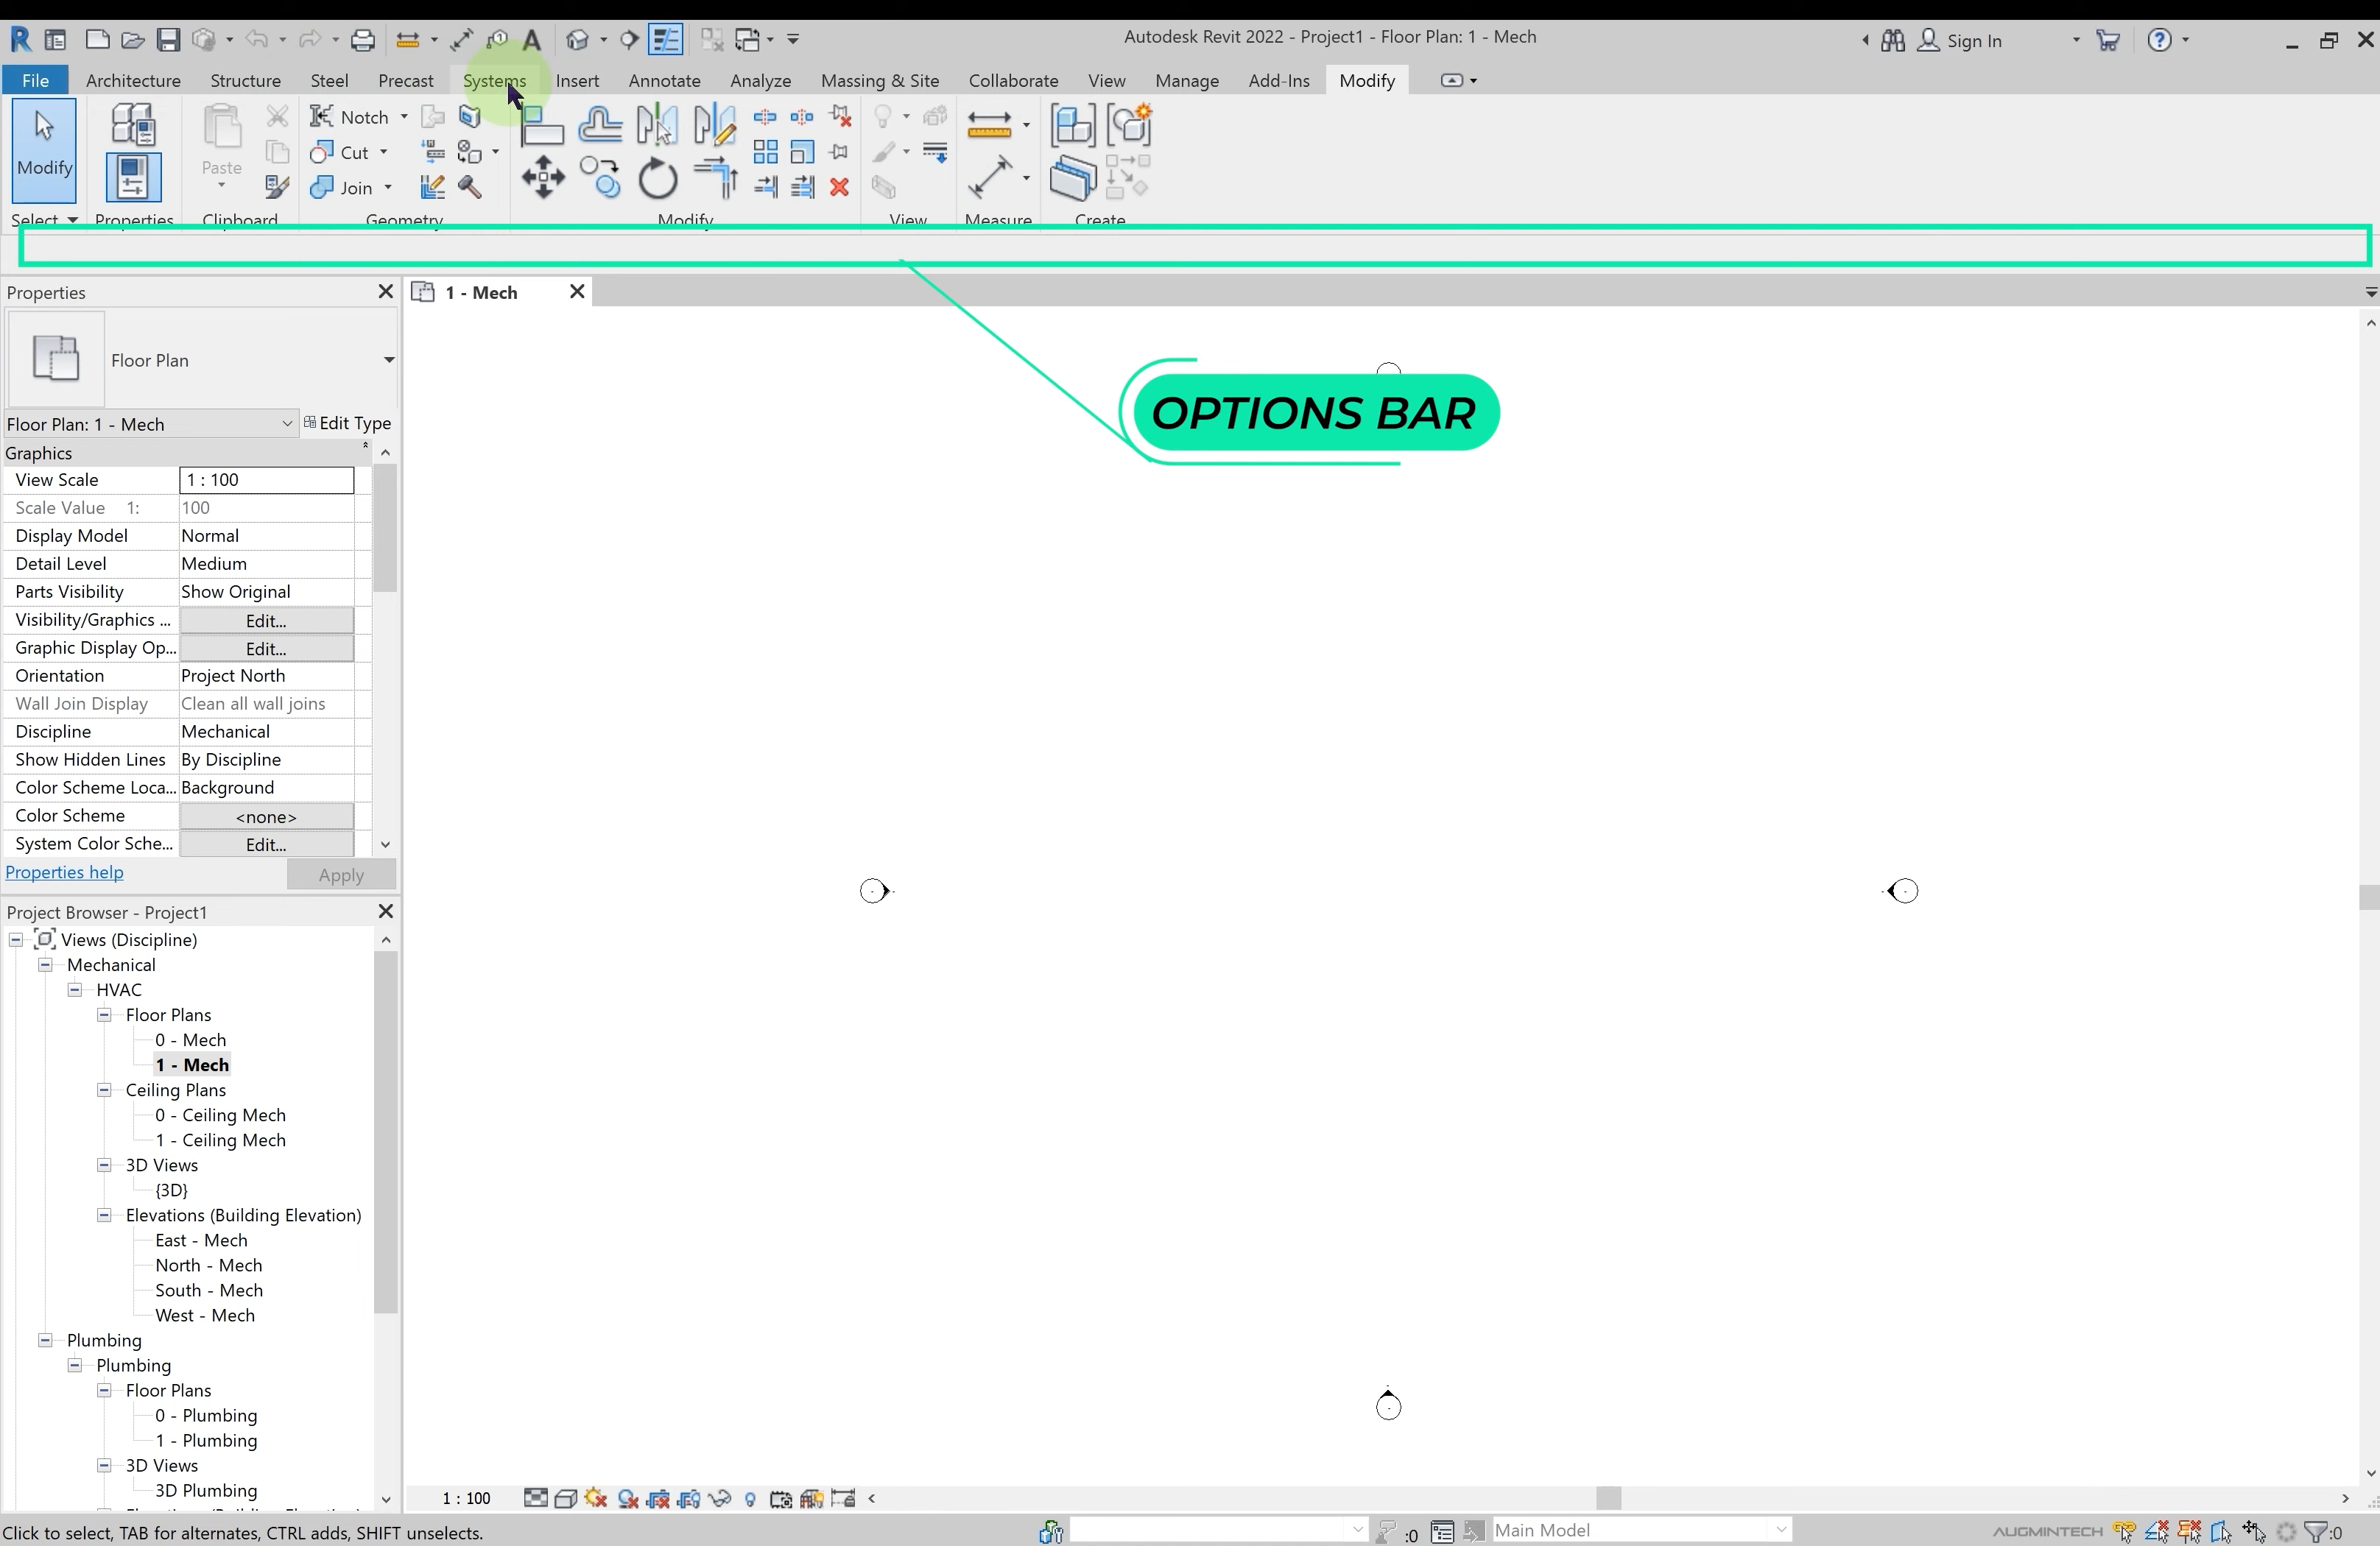 Autodesk Revit 2022 - Project1 - Floor Plan: 1 - Mech
Sign In
File Architecture Structure Steel Precast Systems Insert Annotate Analyze Massing & Site Collaborate View Manage Add-Ins Modify
Modify
Paste
Notch
Cut
Join
Select Properties Clipboard Geometry Modify View Measure Create
OPTIONS BAR
Properties
1 - Mech
Floor Plan
Floor Plan: 1 - Mech Edit Type
Graphics
View Scale 1 : 100
Scale Value 1: 100
Display Model Normal
Detail Level Medium
Parts Visibility Show Original
Visibility/Graphics ... Edit...
Graphic Display Op... Edit...
Orientation Project North
Wall Join Display Clean all wall joins
Discipline Mechanical
Show Hidden Lines By Discipline
Color Scheme Loca... Background
Color Scheme <none>
System Color Sche... Edit...
Properties help Apply
Project Browser - Project1
Views (Discipline)
Mechanical
HVAC
Floor Plans
0 - Mech
1 - Mech
Ceiling Plans
0 - Ceiling Mech
1 - Ceiling Mech
3D Views
{3D}
Elevations (Building Elevation)
East - Mech
North - Mech
South - Mech
West - Mech
Plumbing
Plumbing
Floor Plans
0 - Plumbing
1 - Plumbing
3D Views
3D Plumbing
1 : 100
Click to select, TAB for alternates, CTRL adds, SHIFT unselects.
:0
Main Model
AUGMINTECH
:0